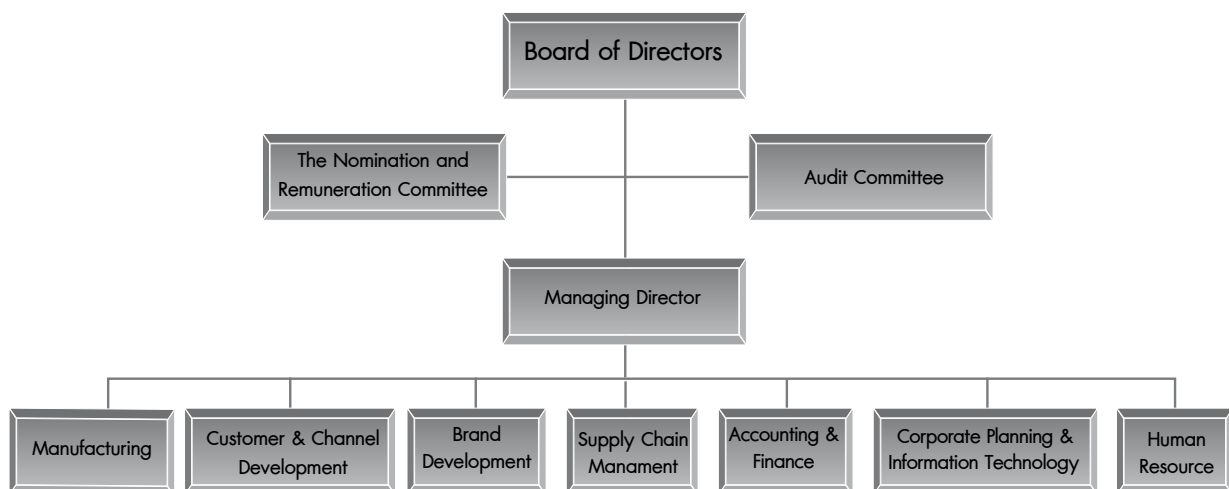 Board of Directors
The Nomination and
Remuneration Committee
Audit Committee
Managing Director
Manufacturing
Customer & Channel
Development
Brand
Development
Supply Chain
Manament
Accounting &
Finance
Corporate Planning &
Information Technology
Human
Resource